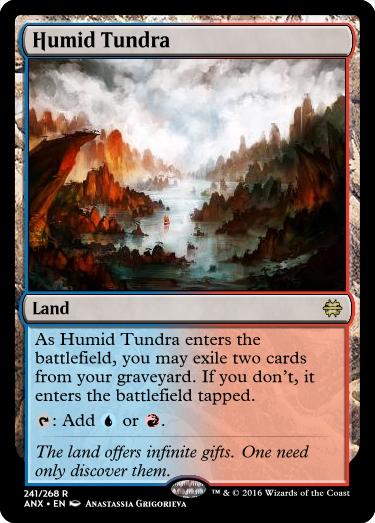 Humid Tundra
Land
As Humid Tundra enters the
battlefield, you may exile two cards
from your graveyard. If you don't, it
enters the battlefield tapped.
: Add or .
The land offers infinite gifts. One need
only discover them.
241/268 R
ANX • EN Anastassia Grigorieva
™ & © 2016 Wizards of the Coast